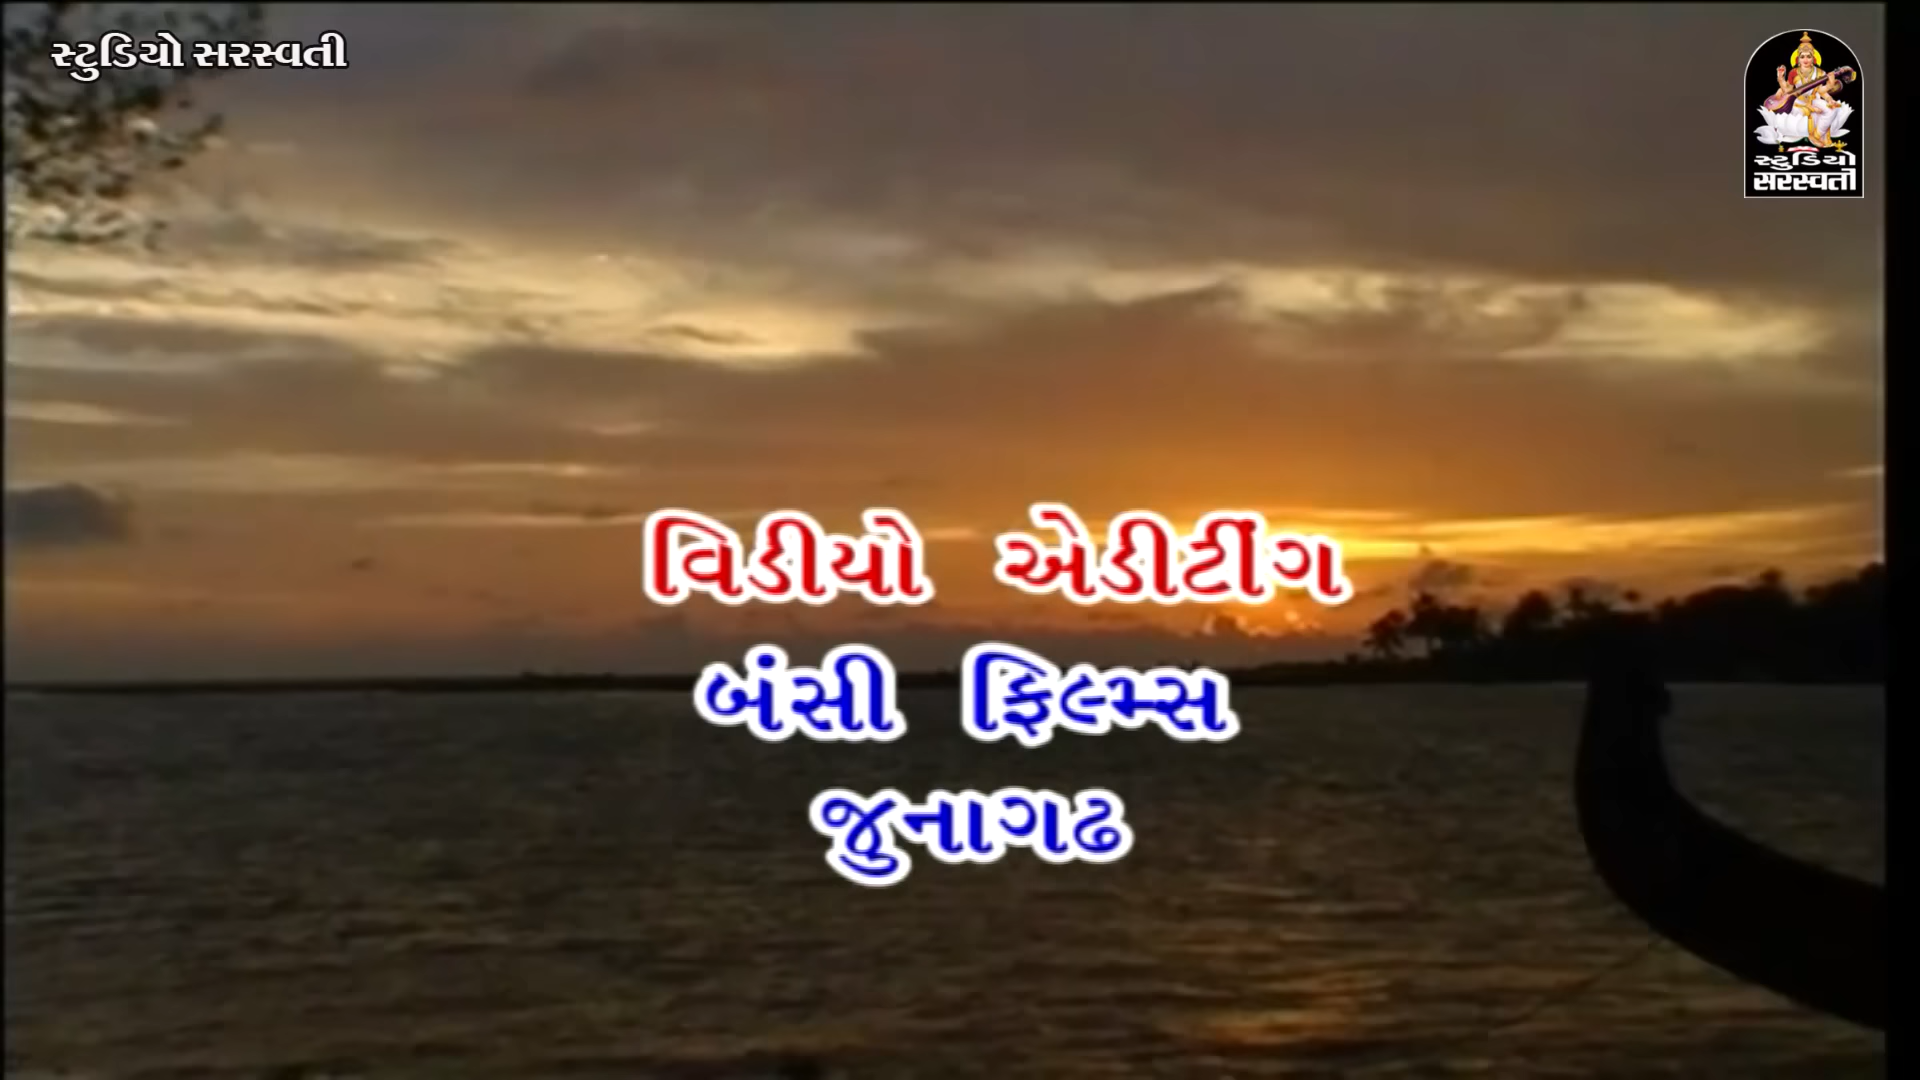 સ્ટુડિયો સરસ્વતી
સ્ટુડિયો
સરસ્વતી
વિડીયો એડીટીંગ
બંસી ફિલ્મ્સ
જુનાગઢ